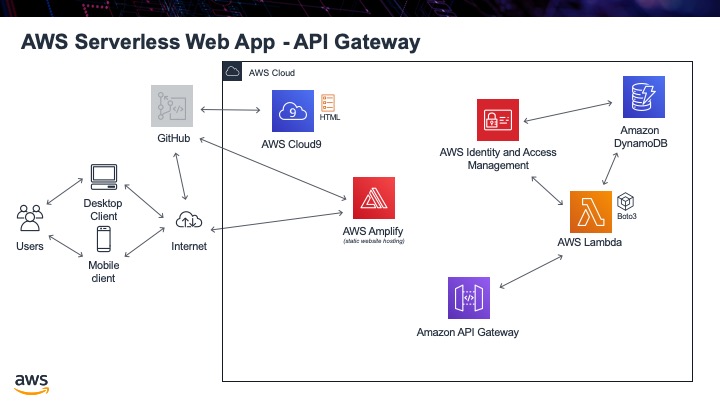 AWS Serverless Web App - API Gateway
AWS Cloud
GitHub
9
AWS Cloud9
HTML
AWS Identity and Access
Management
Amazon
DynamoDB
Desktop
Client
Users
Mobile
client
Internet
AWS Amplify
(static website hosting)
Boto3
AWS Lambda
Amazon API Gateway
aws